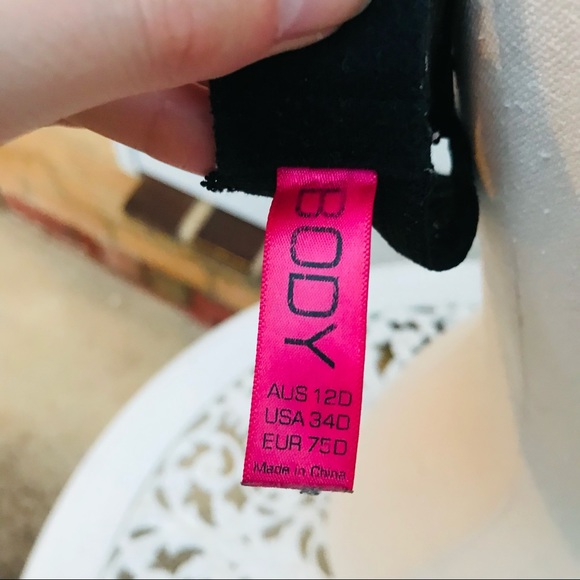 BODY
AUS 12D
USA 34D
EUR 75D
Made in China